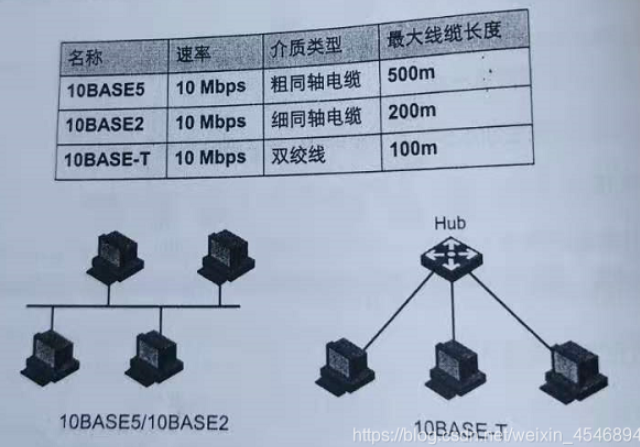 名称 速率 介质类型 最大线缆长度
10BASE5 10 Mbps 粗同轴电缆 500m
10BASE2 10 Mbps 细同轴电缆 200m
10BASE-T 10 Mbps 双绞线 100m
Hub
10BASE5/10BASE2 10BASE-T
https://blog.csdn.net/weixin_4546894